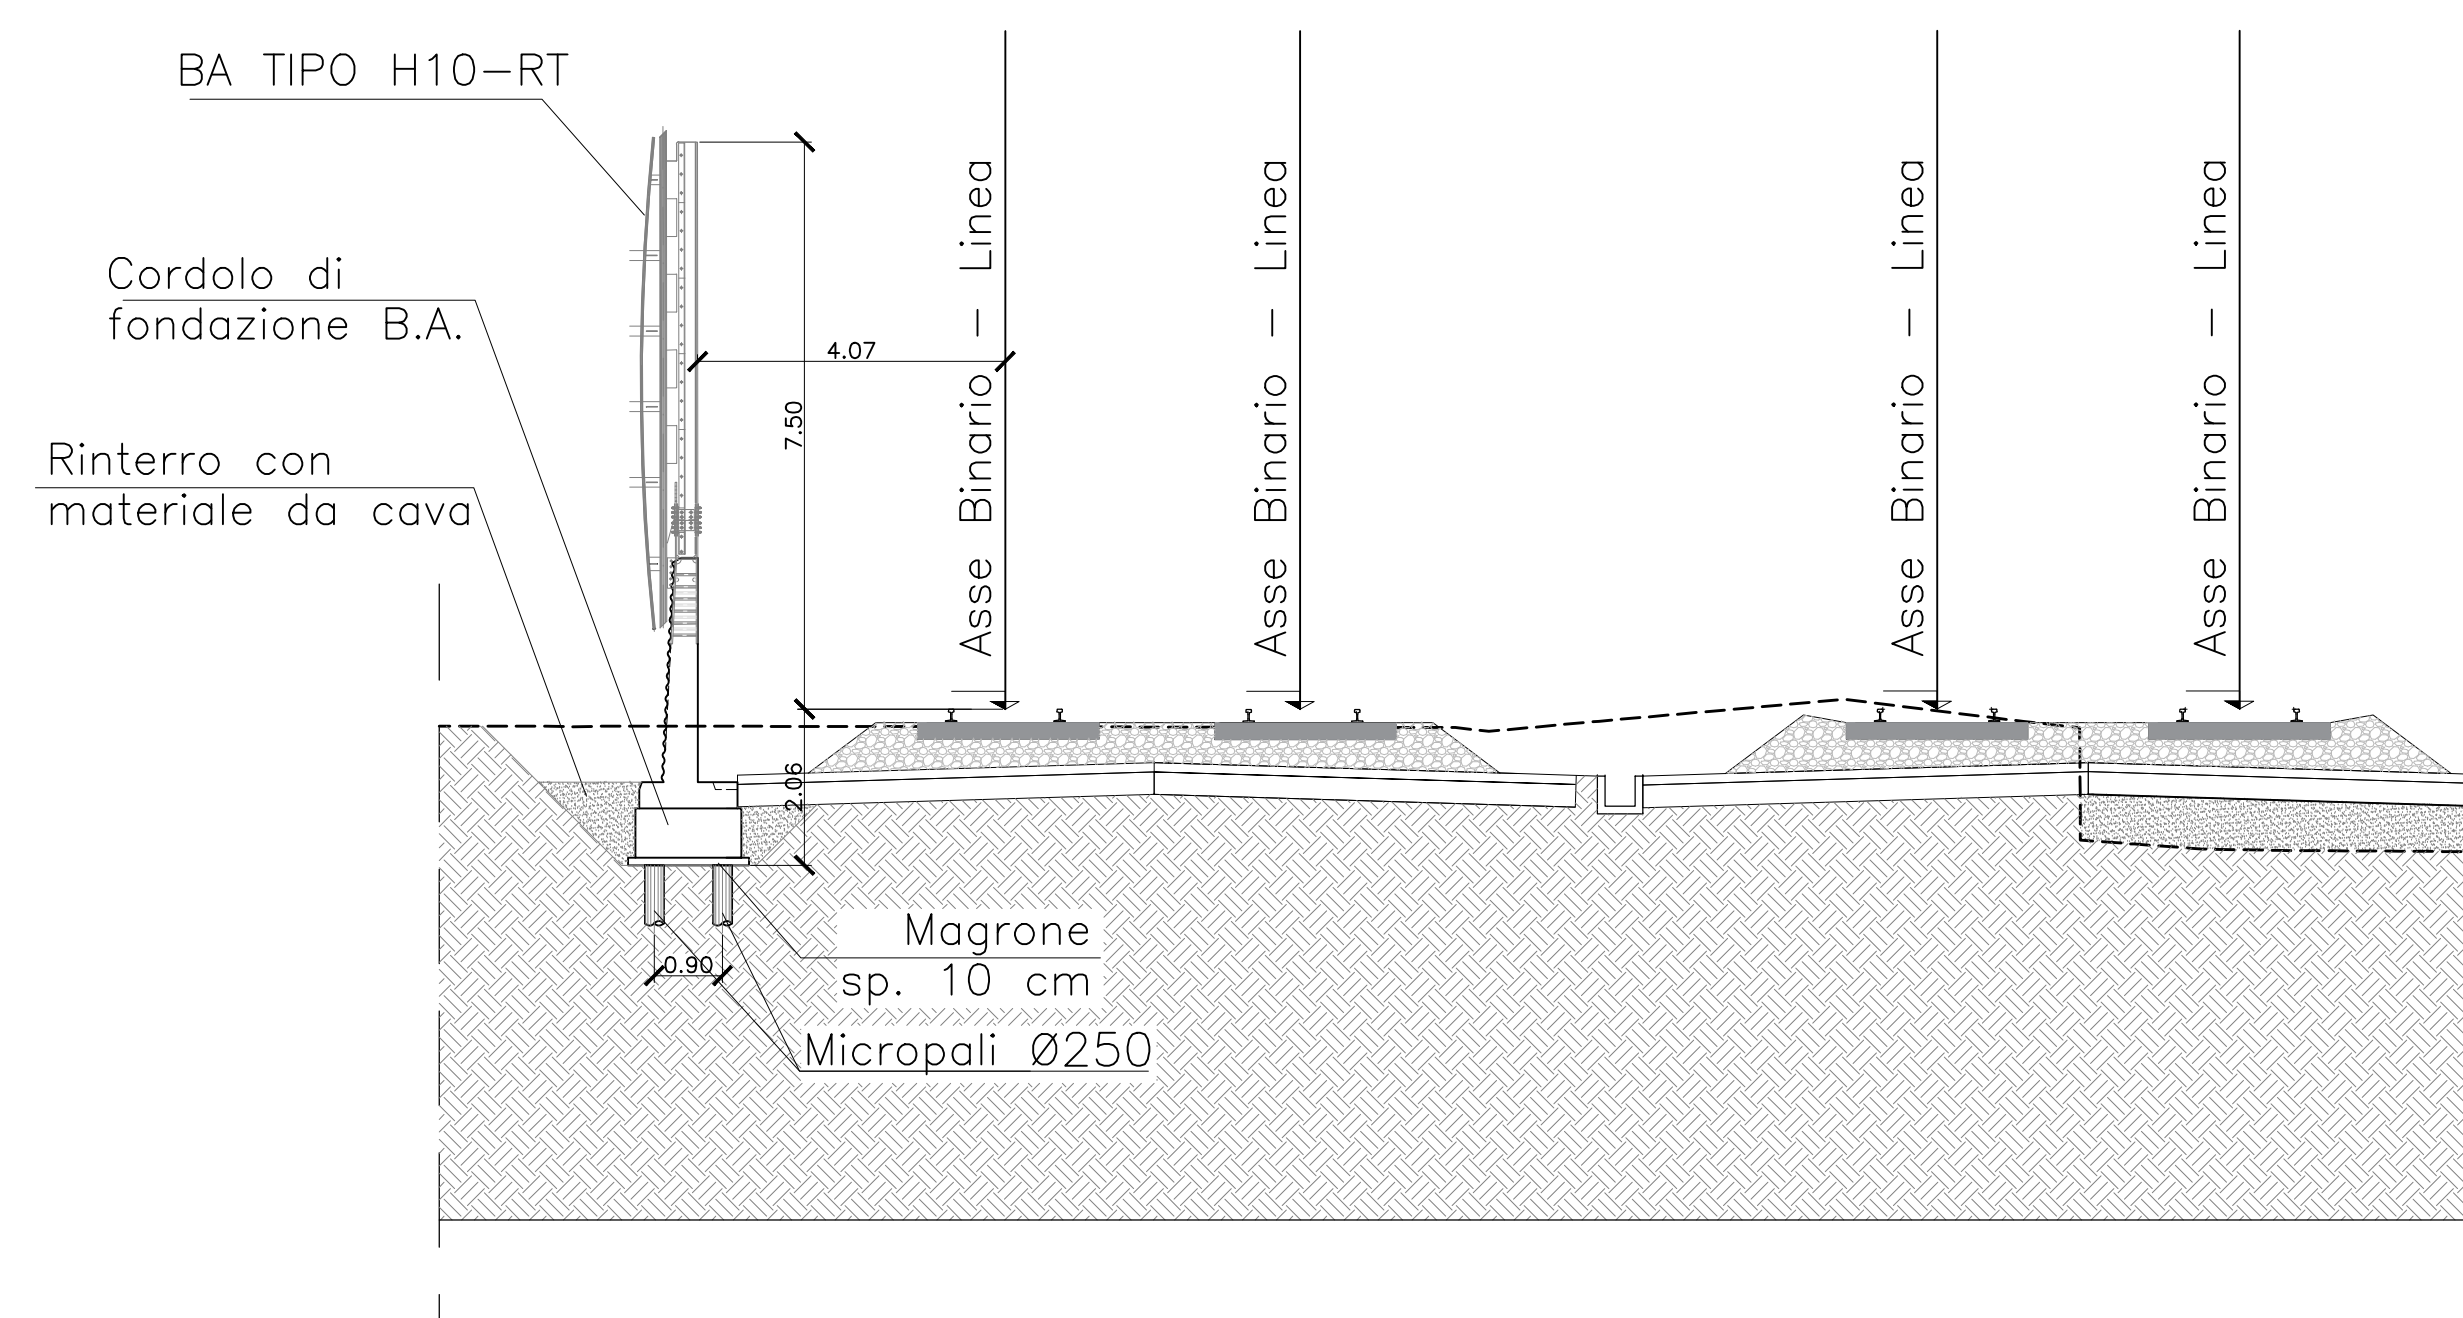 BA TIPO H10-RT
Cordolo di
fondazione B.A.
Rinterro con
materiale da cava
4.07
7.50
2.06
0.90
Asse Binario - Linea
Asse Binario - Linea
Asse Binario - Linea
Asse Binario - Linea
Magrone
sp. 10 cm
Micropali Ø250